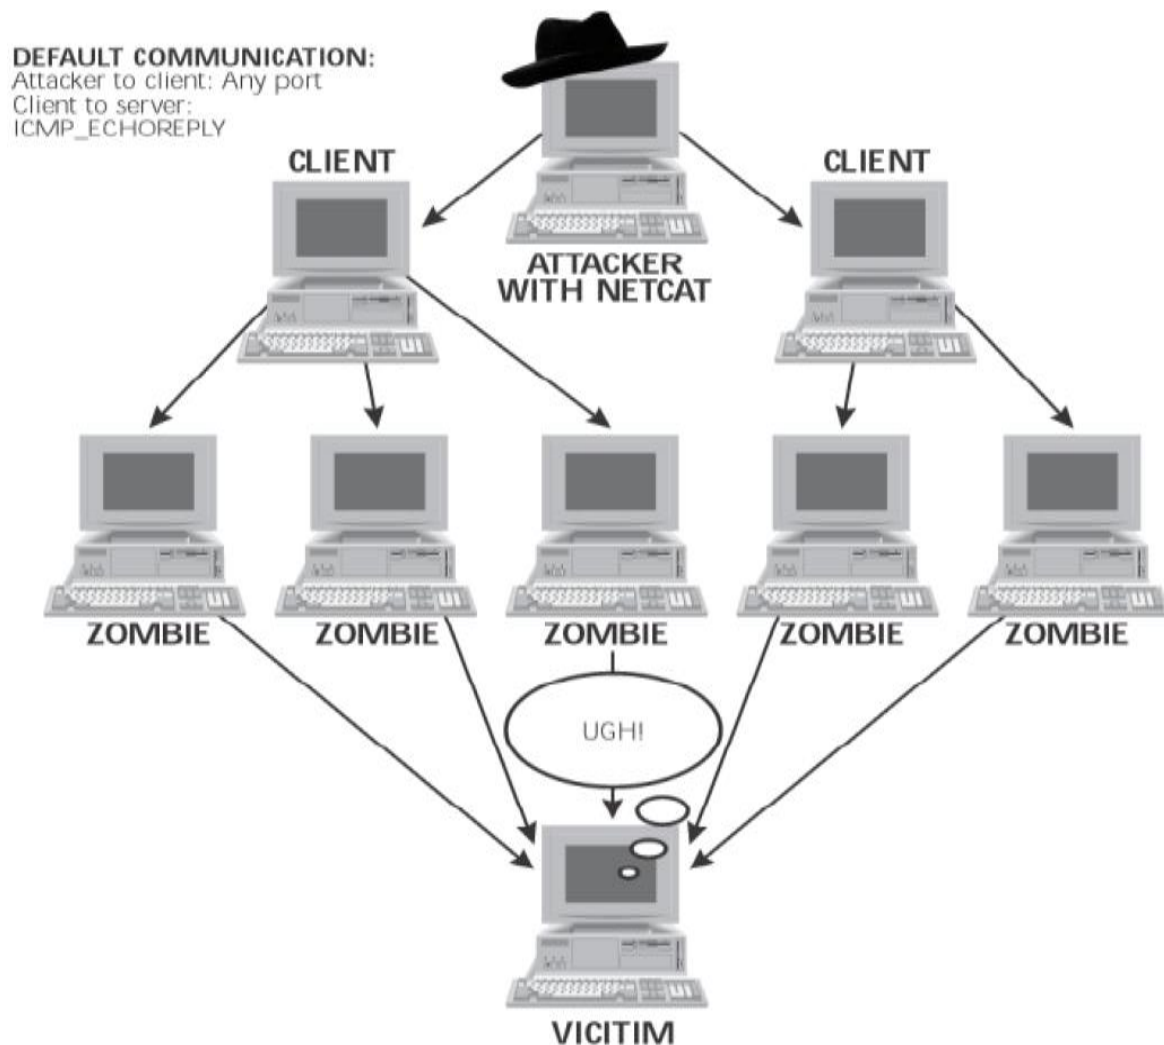 DEFAULT COMMUNICATION:
Attacker to client: Any port
Client to server:
ICMP_ECHOREPLY
CLIENT
CLIENT
ATTACKER
WITH NETCAT
ZOMBIE
ZOMBIE
ZOMBIE
ZOMBIE
ZOMBIE
UGH!
VICITIM